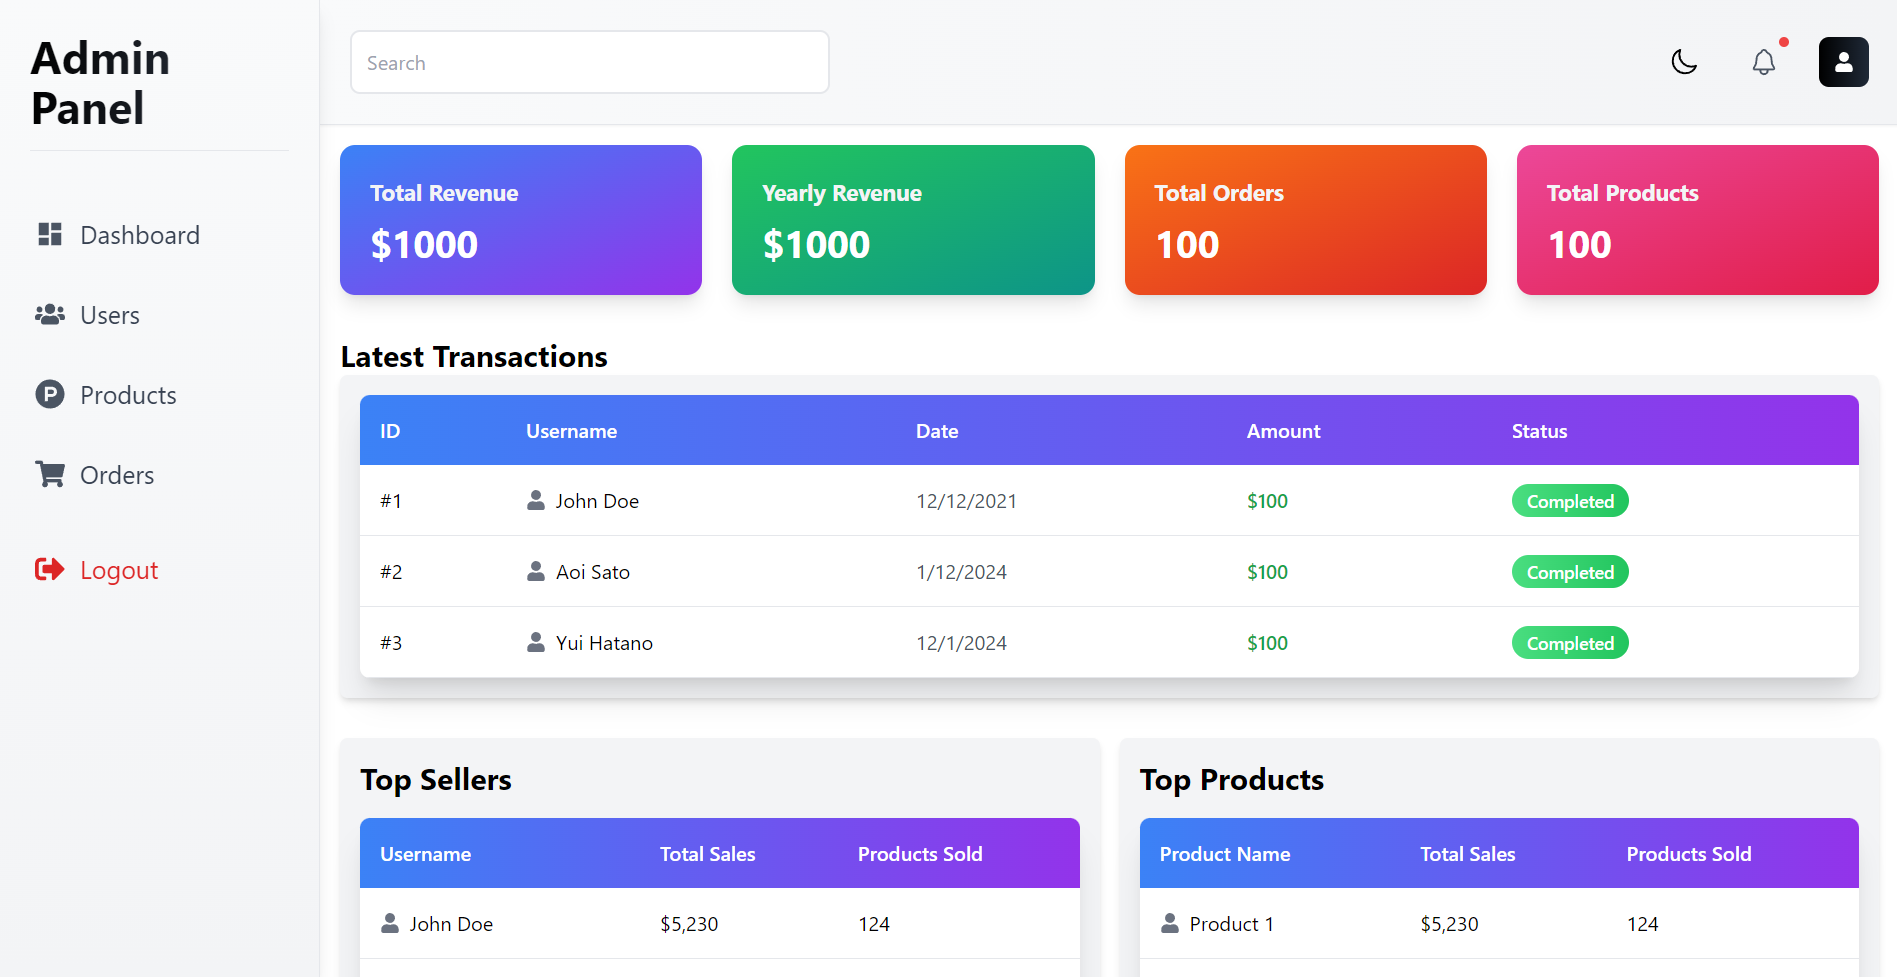 Admin
Panel
Dashboard
Users
Products
Orders
Logout
Search
Total Revenue
$1000
Yearly Revenue
$1000
Total Orders
100
Total Products
100
Latest Transactions
ID Username Date Amount Status
#1 John Doe 12/12/2021 $100 Completed
#2 Aoi Sato 1/12/2024 $100 Completed
#3 Yui Hatano 12/1/2024 $100 Completed
Top Sellers
Username Total Sales Products Sold
John Doe $5,230 124
Top Products
Product Name Total Sales Products Sold
Product 1 $5,230 124